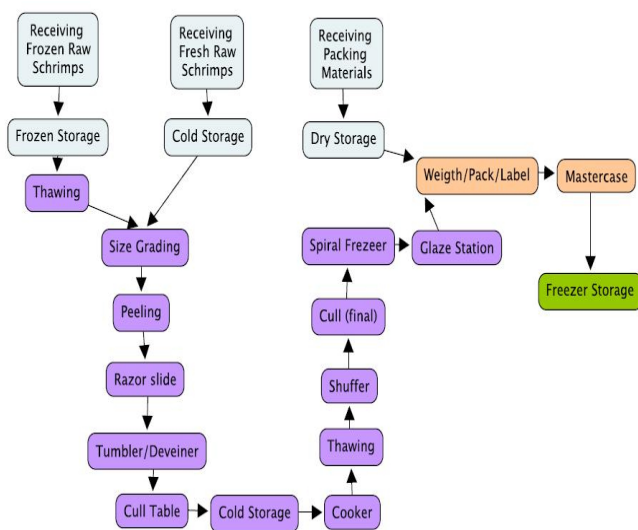 Receiving
Frozen Raw
Schrimps
Receiving
Fresh Raw
Schrimps
Receiving
Packing
Materials
Frozen Storage
Cold Storage
Dry Storage
Thawing
Weigth/Pack/Label
Mastercase
Size Grading
Spiral Frezeer
Glaze Station
Freezer Storage
Peeling
Cull (final)
Razor slide
Shuffer
Tumbler/Deveiner
Thawing
Cull Table
Cold Storage
Cooker